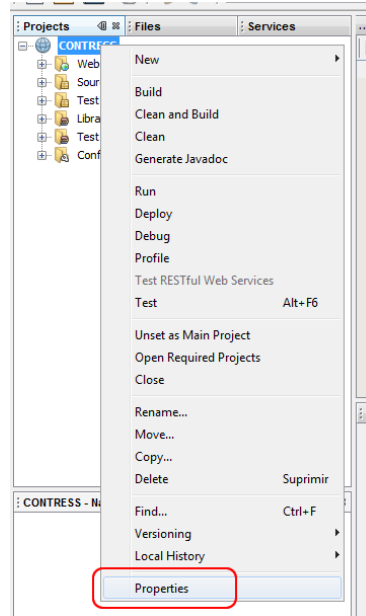 Projects Files Services
CONTRESS
Web
Sour
Test
Libra
Test
Conf
New
Build
Clean and Build
Clean
Generate Javadoc
Run
Deploy
Debug
Profile
Test RESTful Web Services
Test Alt+F6
Unset as Main Project
Open Required Projects
Close
Rename...
Move...
Copy...
Delete Suprimir
CONTRESS - Na
Find... Ctrl+F
Versioning
Local History
Properties